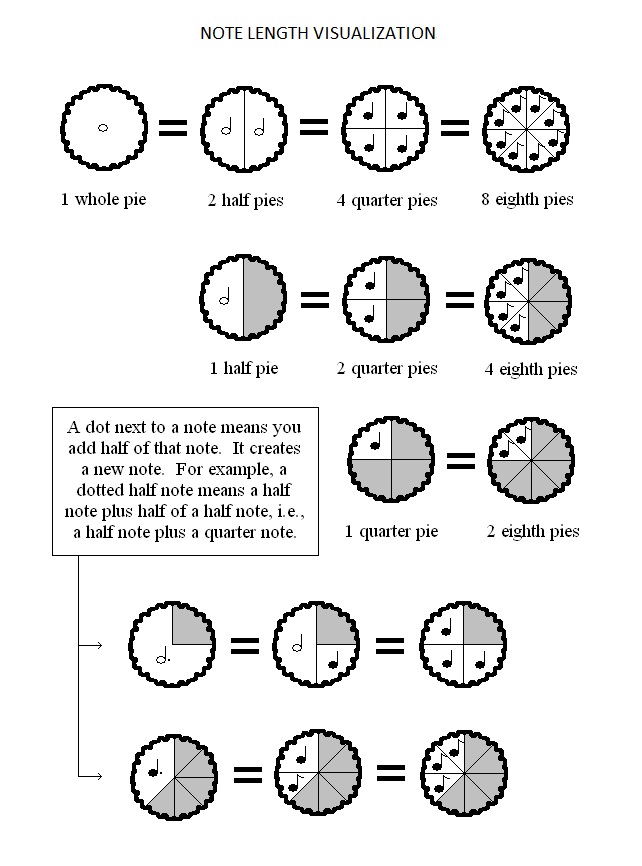 NOTE LENGTH VISUALIZATION
1 whole pie
2 half pies
4 quarter pies
8 eighth pies
1 half pie
2 quarter pies
4 eighth pies
A dot next to a note means you
add half of that note.  It creates
a new note.  For example, a
dotted half note means a half
note plus half of a half note, i.e.,
a half note plus a quarter note.
1 quarter pie
2 eighth pies